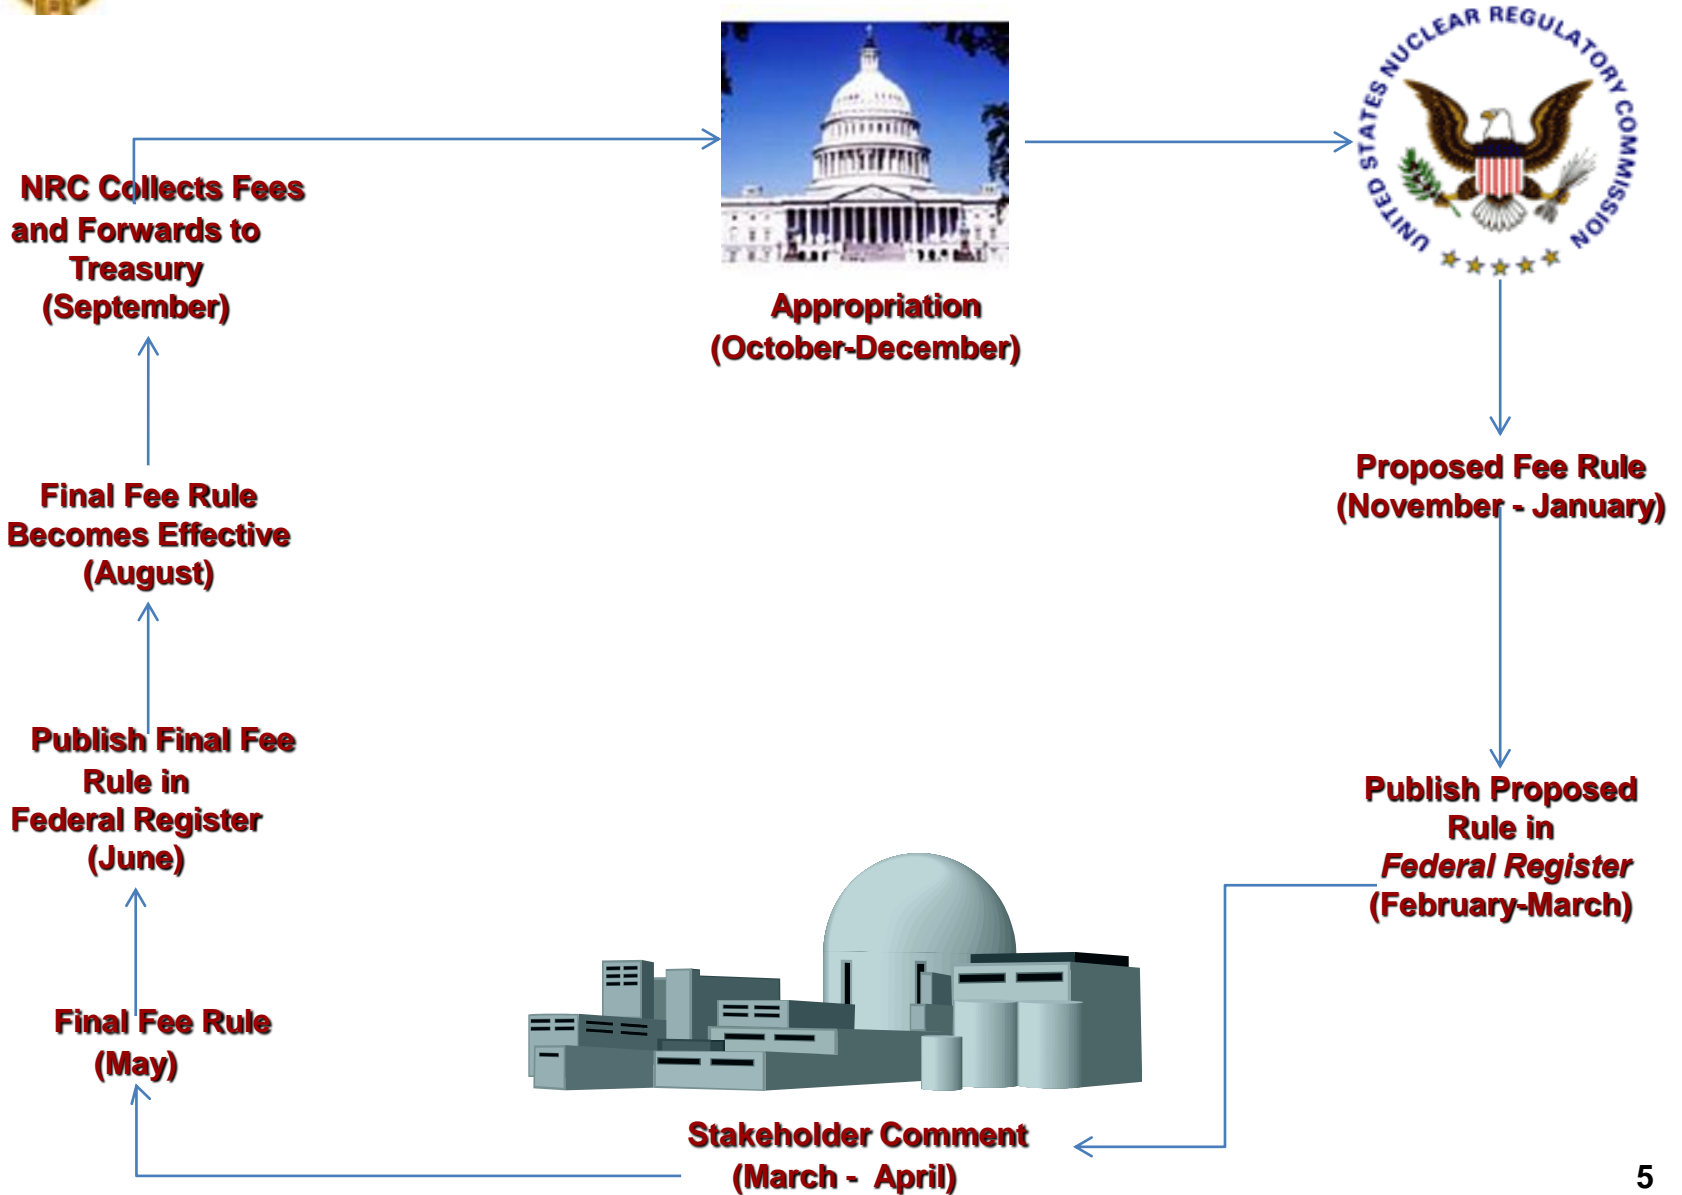 UNITED STATES NUCLEAR REGULATORY COMMISSION
NRC Collects Fees
and Forwards to
Treasury
(September)
Appropriation
(October-December)
Proposed Fee Rule
(November - January)
Final Fee Rule
Becomes Effective
(August)
Publish Final Fee
Rule in
Federal Register
(June)
Publish Proposed
Rule in
Federal Register
(February-March)
Final Fee Rule
(May)
Stakeholder Comment
(March - April)
5